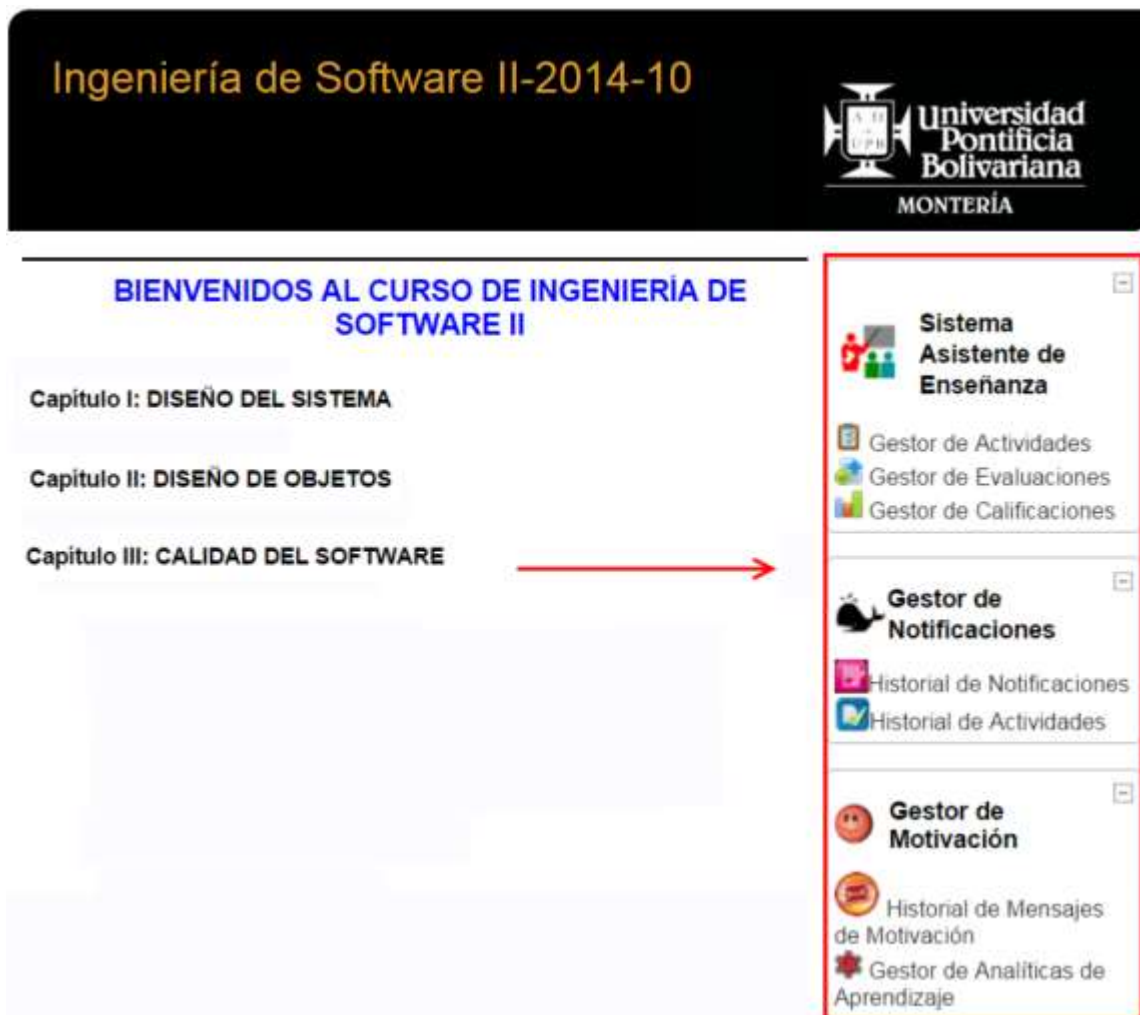 Ingeniería de Software II-2014-10
Universidad
Pontificia
Bolivariana
MONTERÍA
BIENVENIDOS AL CURSO DE INGENIERÍA DE
SOFTWARE II
Capítulo I: DISEÑO DEL SISTEMA
Capítulo II: DISEÑO DE OBJETOS
Capitulo III: CALIDAD DEL SOFTWARE
Sistema
Asistente de
Enseñanza
Gestor de Actividades
Gestor de Evaluaciones
Gestor de Calificaciones
Gestor de
Notificaciones
Historial de Notificaciones
Historial de Actividades
Gestor de
Motivación
Historial de Mensajes
de Motivación
Gestor de Analíticas de
Aprendizaje